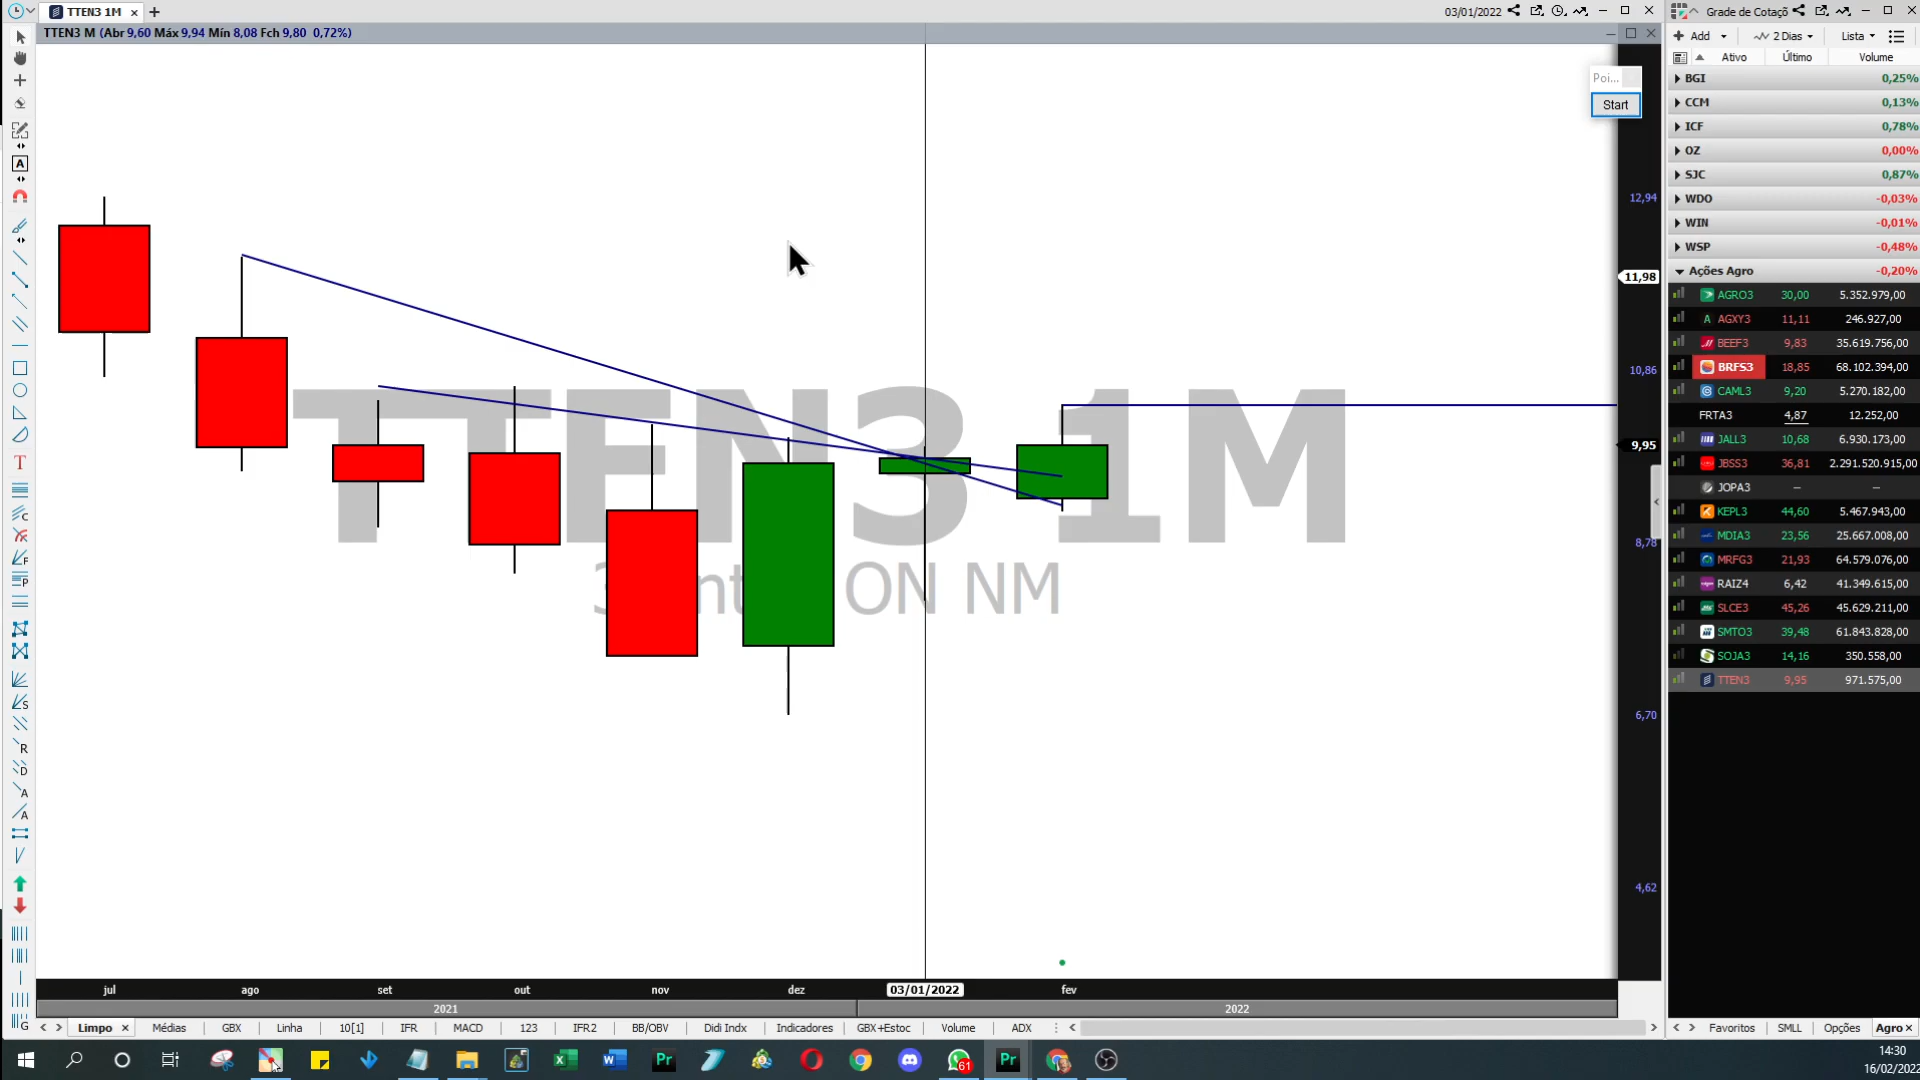 TTEN3 1M × +
03/01/2022
TTEN3 M (Abr 9,60 Máx 9,94 Mín 8,08 Fch 9,80 0,72%)
Poi...
Start
12,94
11,98
10,86
9,95
8,78
6,70
4,62
TTEN3 1M
ON NM
jul ago set out nov dez 03/01/2022 fev
2021 2022
Limpo × Médias GBX Linha 10[1] IFR MACD 123 IFR2 BB/OBV Didi Indx Indicadores GBX+Estoc Volume ADX
Grade de Cotaçõ
Add 2 Dias Lista
Ativo Último Volume
BGI 0,25%
CCM 0,13%
ICF 0,78%
OZ 0,00%
SJC 0,87%
WDO -0,03%
WIN -0,01%
WSP -0,48%
Ações Agro -0,20%
AGRO3 30,00 5.352.979,00
AGXY3 11,11 246.927,00
BEEF3 9,83 35.619.756,00
BRFS3 18,85 68.102.394,00
CAML3 9,20 5.270.182,00
FRTA3 4,87 12.252,00
JALL3 10,68 6.930.173,00
JBSS3 36,81 2.291.520.915,00
JOPA3 -- --
KEPL3 44,60 5.467.943,00
MDIA3 23,56 25.667.008,00
MRFG3 21,93 64.579.076,00
RAIZ4 6,42 41.349.615,00
SLCE3 45,26 45.629.211,00
SMTO3 39,48 61.843.828,00
SOJA3 14,16 350.558,00
TTEN3 9,95 971.575,00
Favoritos SMLL Opções Agro ×
61
14:30
16/02/2022